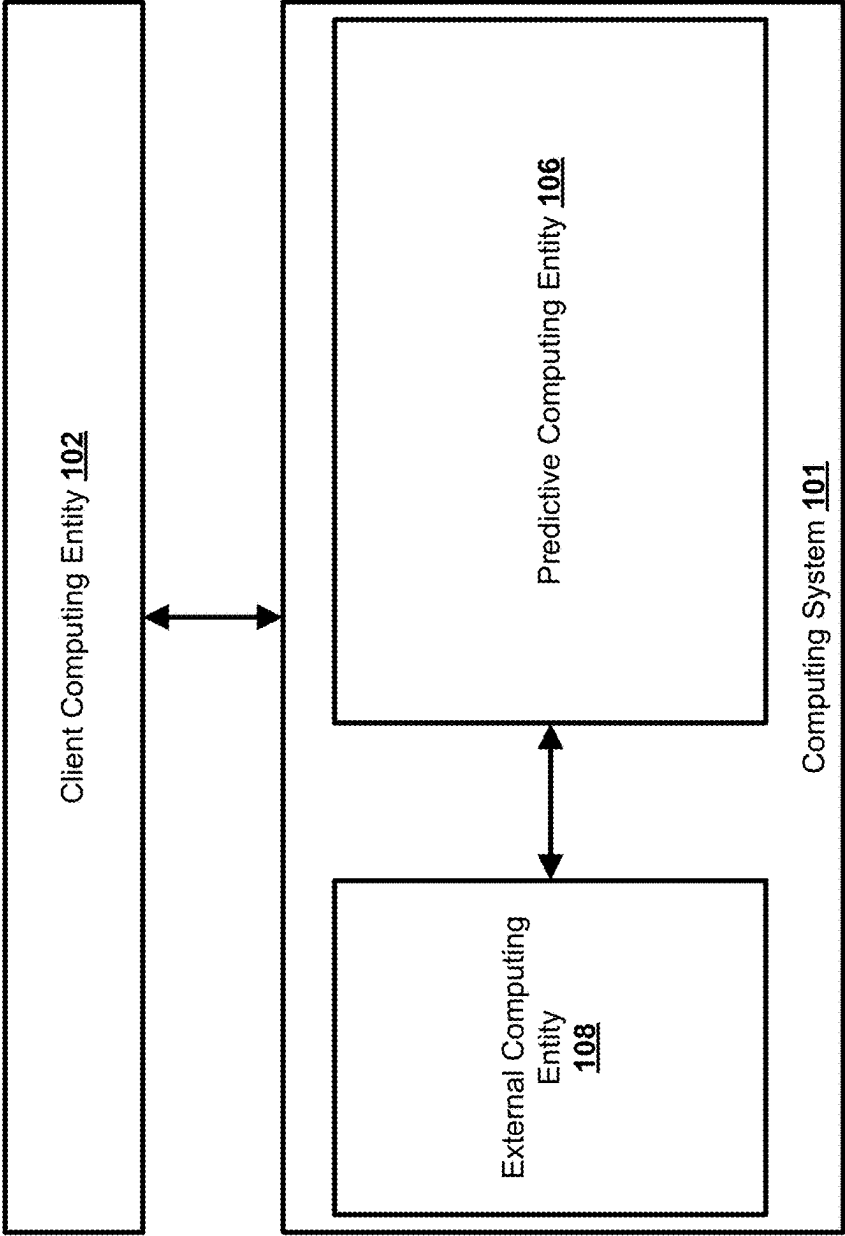 Client Computing Entity 102
External Computing
Entity
108
Predictive Computing Entity 106
Computing System 101